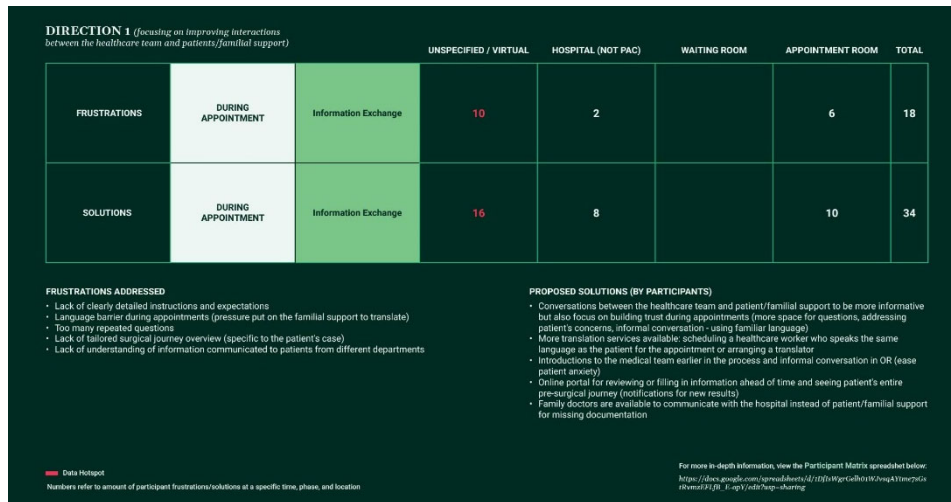 DIRECTION 1 (focusing on improving interactions
between the healthcare team and patients/familial support)
UNSPECIFIED / VIRTUAL HOSPITAL (NOT PAC) WAITING ROOM APPOINTMENT ROOM TOTAL
FRUSTRATIONS DURING APPOINTMENT Information Exchange 10 2 6 18
SOLUTIONS DURING APPOINTMENT Information Exchange 16 8 10 34
FRUSTRATIONS ADDRESSED
• Lack of clearly detailed instructions and expectations
• Language barrier during appointments (pressure put on the familial support to translate)
• Too many repeated questions
• Lack of tailored surgical journey overview (specific to the patient's case)
• Lack of understanding of information communicated to patients from different departments
PROPOSED SOLUTIONS (BY PARTICIPANTS)
• Conversations between the healthcare team and patient/familial support to be more informative
but also focus on building trust during appointments (more space for questions, addressing
patient's concerns, informal conversation - using familiar language)
• More translation services available: scheduling a healthcare worker who speaks the same
language as the patient for the appointment or arranging a translator
• Introductions to the medical team earlier in the process and informal conversation in OR (ease
patient anxiety)
• Online portal for reviewing or filling in information ahead of time and seeing patient's entire
pre-surgical journey (notifications for new results)
• Family doctors are available to communicate with the hospital instead of patient/familial support
for missing documentation
Data Hotspot
Numbers refer to amount of participant frustrations/solutions at a specific time, phase, and location
For more in-depth information, view the Participant Matrix spreadshet below: